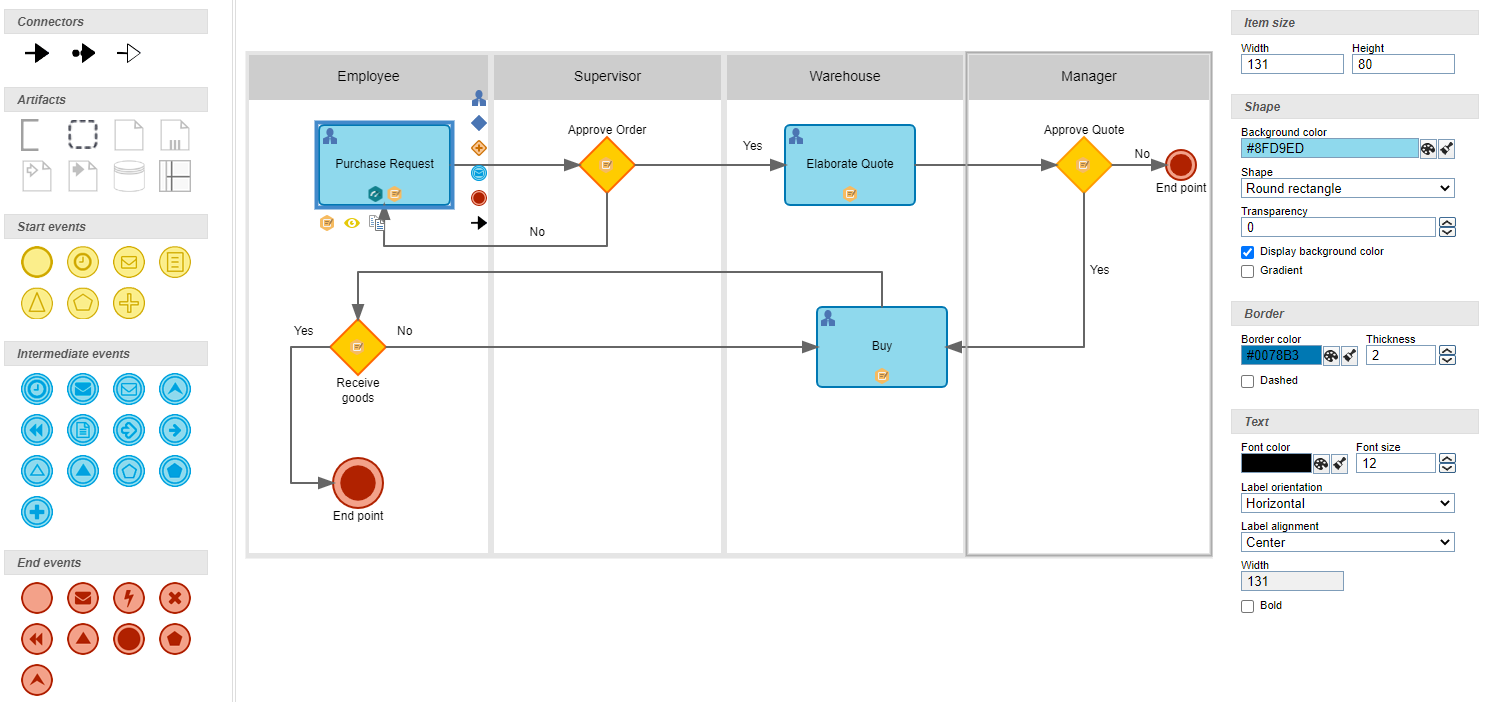 Connectors
Artifacts
Start events
Intermediate events
End events
Employee
Supervisor
Warehouse
Manager
Purchase Request
Approve Order
Yes
Elaborate Quote
Approve Quote
No
End point
No
Yes
Yes
No
Receive
goods
Buy
End point
Item size
Width
Height
131
80
Shape
Background color
#8FD9ED
Shape
Round rectangle
Transparency
0
Display background color
Gradient
Border
Border color
Thickness
#0078B3
2
Dashed
Text
Font color
Font size
12
Label orientation
Horizontal
Label alignment
Center
Width
131
Bold